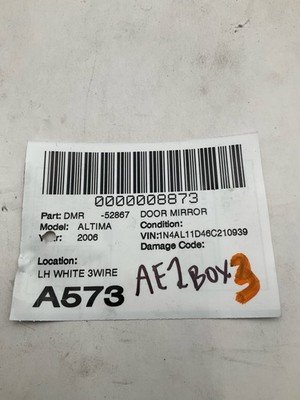 0000008873
Part: DMR -52867 DOOR MIRROR
Model: ALTIMA Condition:
Year: 2006 VIN:1N4AL11D46C210939
Damage Code:
Location:
LH WHITE 3WIRE
A573
AE1 BOX 3